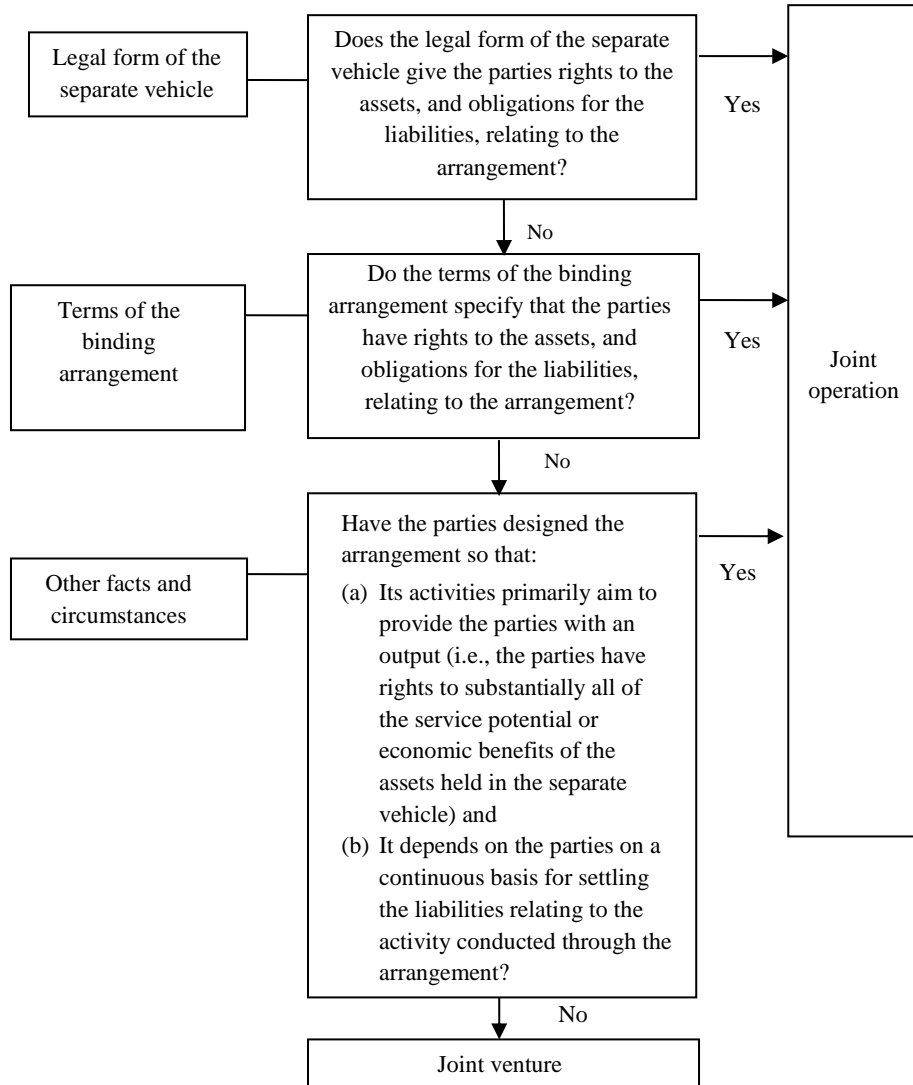 Legal form of the
separate vehicle
Does the legal form of the separate
vehicle give the parties rights to the
assets, and obligations for the
liabilities, relating to the
arrangement?
Yes
No
Terms of the
binding
arrangement
Do the terms of the binding
arrangement specify that the parties
have rights to the assets, and
obligations for the liabilities,
relating to the arrangement?
Yes
Joint
operation
No
Other facts and
circumstances
Have the parties designed the
arrangement so that:
(a) Its activities primarily aim to
provide the parties with an
output (i.e., the parties have
rights to substantially all of
the service potential or
economic benefits of the
assets held in the separate
vehicle) and
(b) It depends on the parties on a
continuous basis for settling
the liabilities relating to the
activity conducted through the
arrangement?
Yes
No
Joint venture